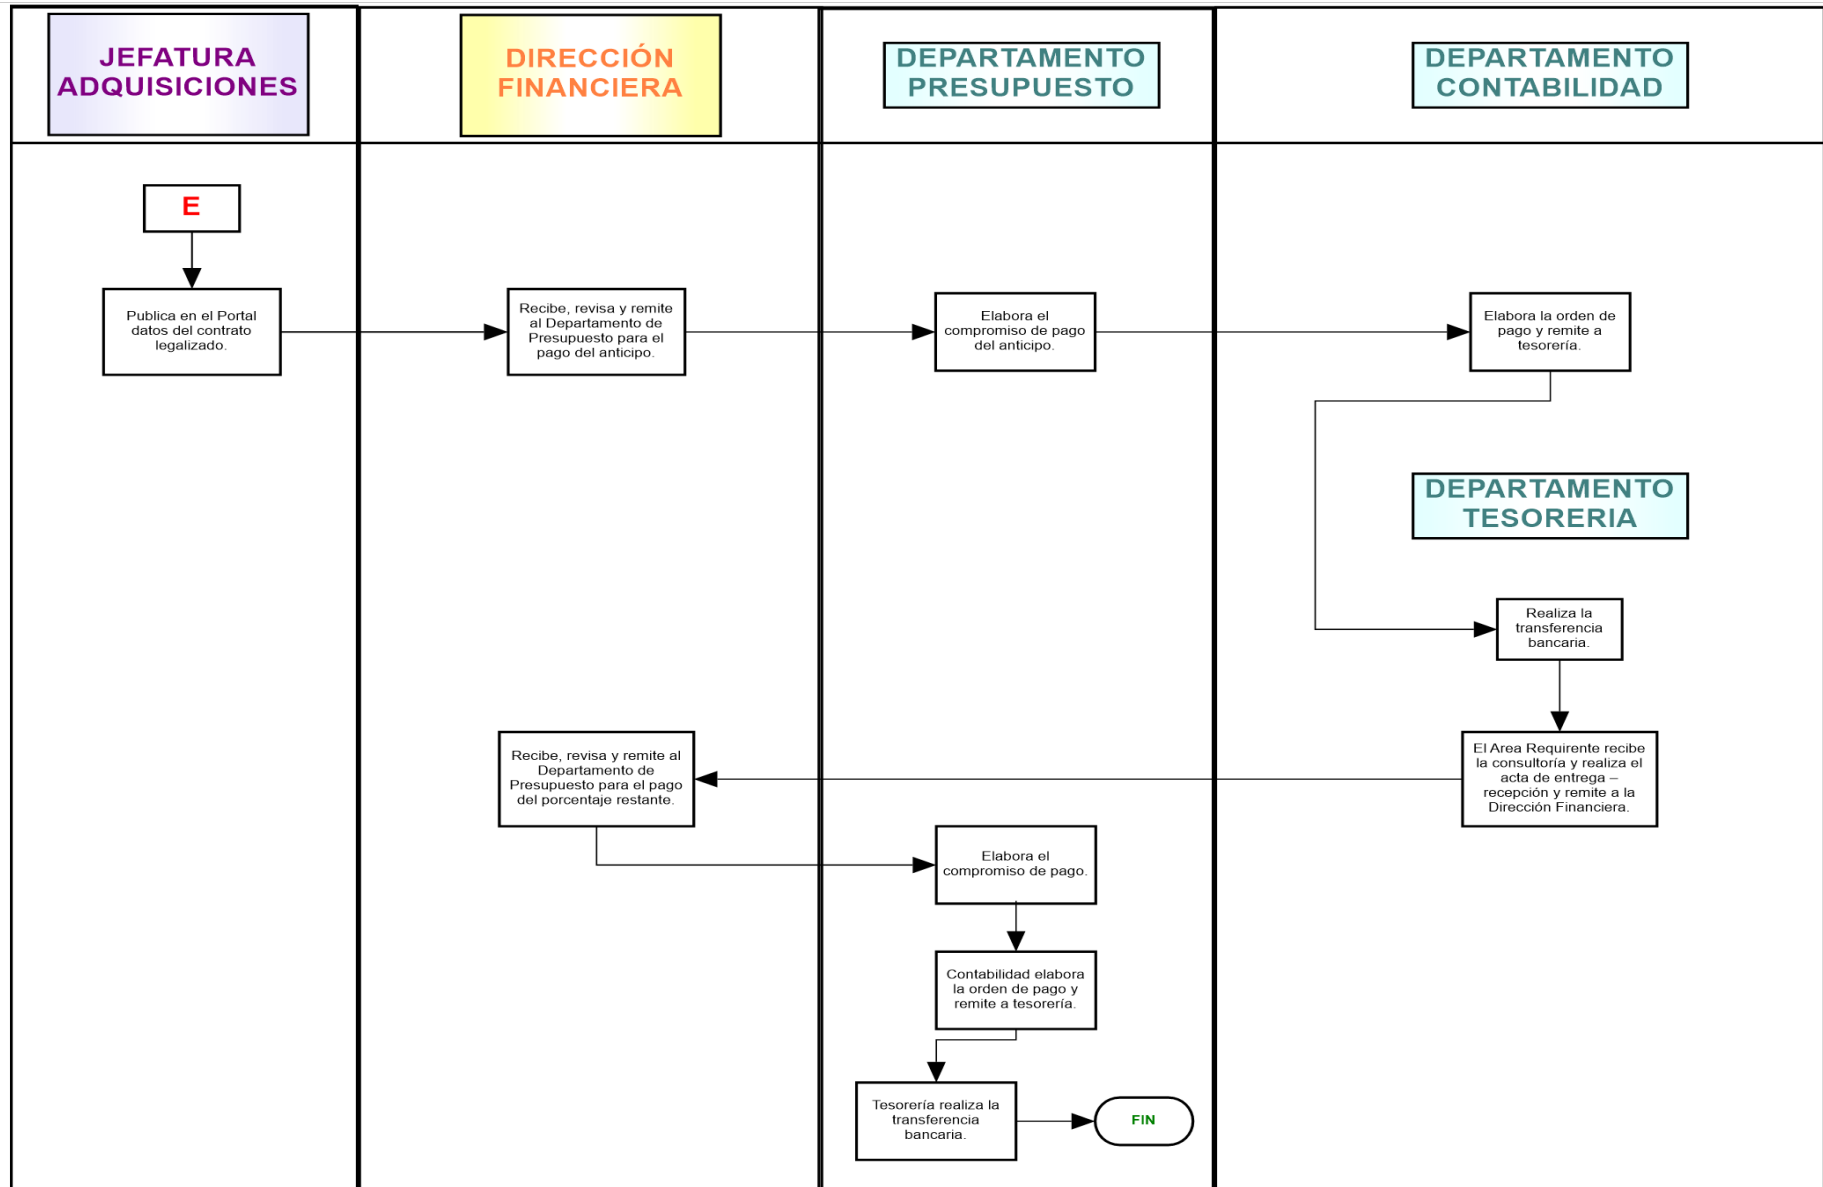 JEFATURA
ADQUISICIONES
DIRECCIÓN
FINANCIERA
DEPARTAMENTO
PRESUPUESTO
DEPARTAMENTO
CONTABILIDAD
E
Publica en el Portal
datos del contrato
legalizado.
Recibe, revisa y remite
al Departamento de
Presupuesto para el
pago del anticipo.
Elabora el
compromiso de pago
del anticipo.
Elabora la orden de
pago y remite a
tesorería.
DEPARTAMENTO
TESORERIA
Realiza la
transferencia
bancaria.
El Area Requirente recibe
la consultoría y realiza el
acta de entrega –
recepción y remite a la
Dirección Financiera.
Recibe, revisa y remite al
Departamento de
Presupuesto para el pago
del porcentaje restante.
Elabora el
compromiso de pago.
Contabilidad elabora
la orden de pago y
remite a tesorería.
Tesorería realiza la
transferencia
bancaria.
FIN